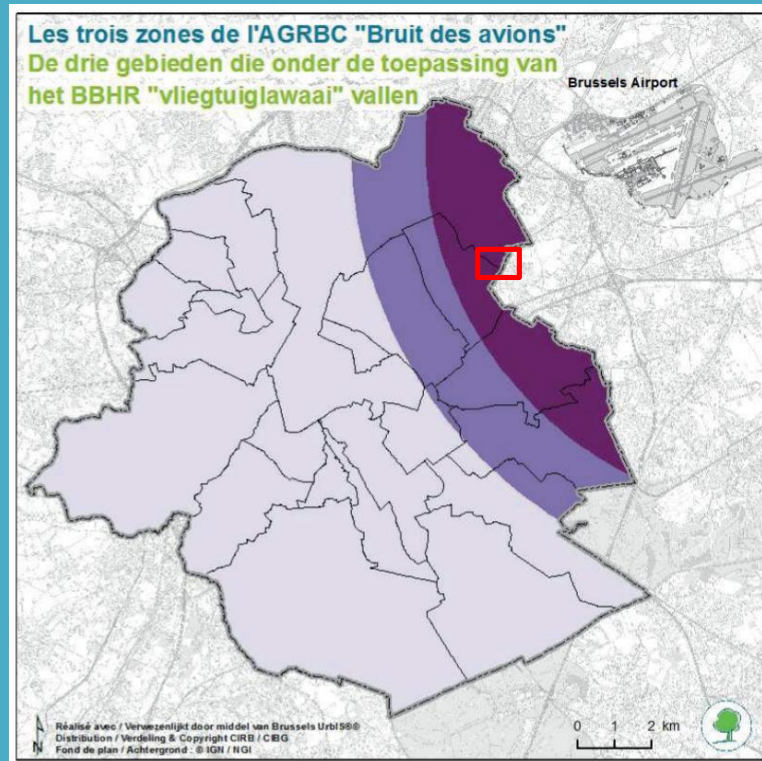 Les trois zones de l'AGRBC "Bruit des avions"
De drie gebieden die onder de toepassing van
het BBHR "vliegtuiglawaai" vallen
Brussels Airport
Réalisé avec / Verwezenlijkt door middel van Brussels UrbIS®©
Distribution / Verdeling & Copyright CIRB / CIBG
Fond de plan / Achtergrond : © IGN / NGI
N
0 1 2 km